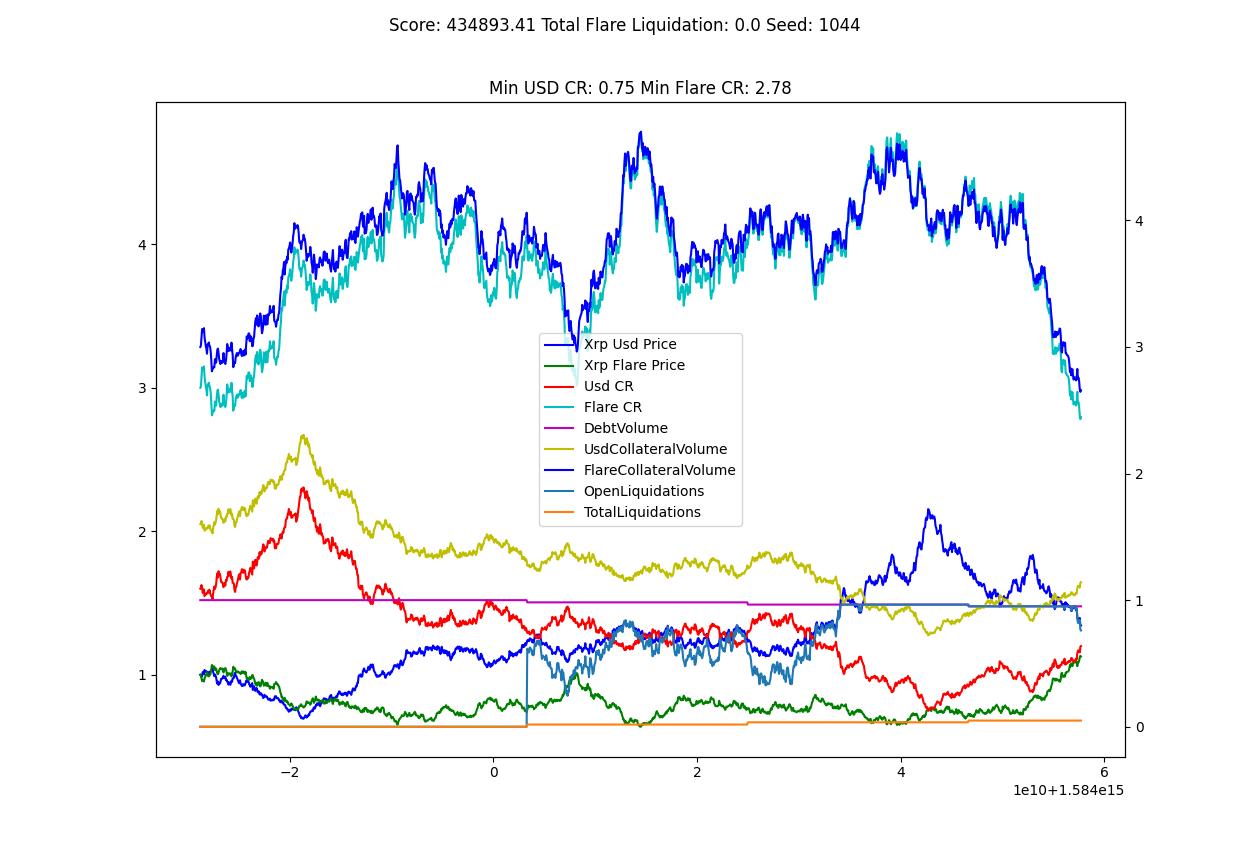 Score: 434893.41 Total Flare Liquidation: 0.0 Seed: 1044
Min USD CR: 0.75 Min Flare CR: 2.78
4
3
2
1
4
3
2
1
0
Xrp Usd Price
Xrp Flare Price
Usd CR
Flare CR
DebtVolume
UsdCollateralVolume
FlareCollateralVolume
OpenLiquidations
TotalLiquidations
−2 0 2 4 6
1e10+1.584e15